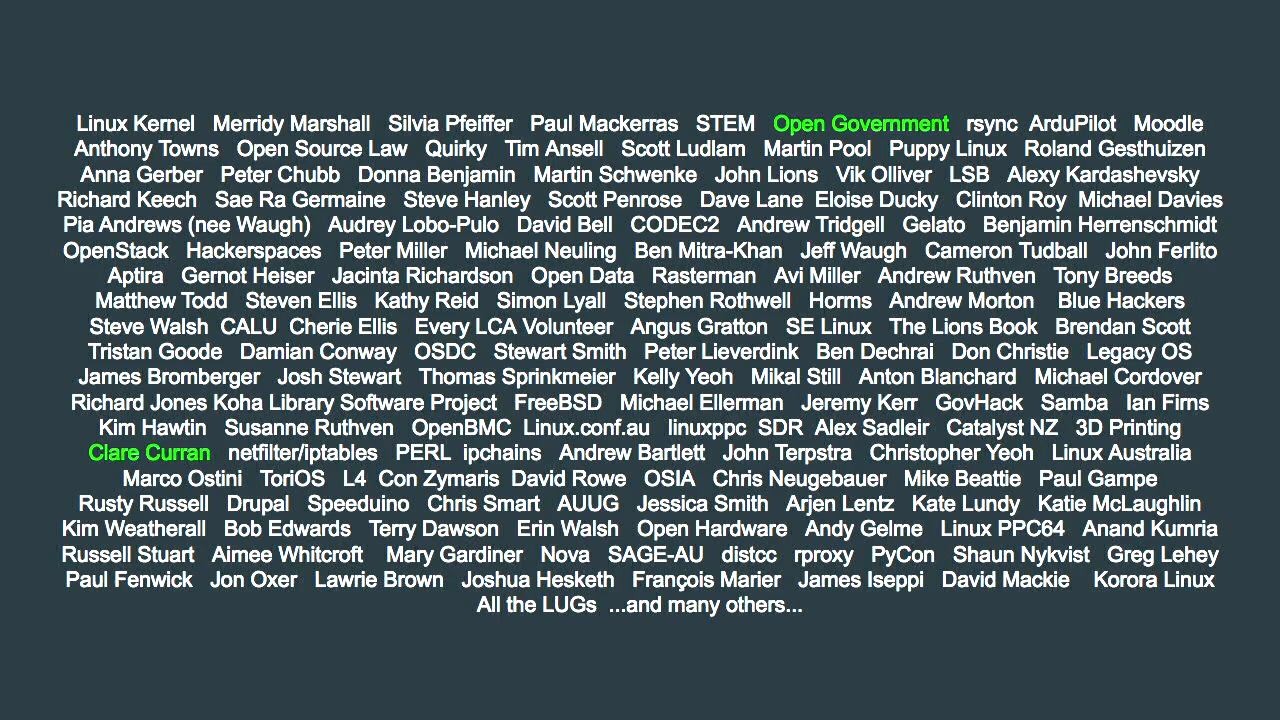 Linux Kernel Merridy Marshall Silvia Pfeiffer Paul Mackerras STEM Open Government rsync ArduPilot Moodle
Anthony Towns Open Source Law Quirky Tim Ansell Scott Ludlam Martin Pool Puppy Linux Roland Gesthuizen
Anna Gerber Peter Chubb Donna Benjamin Martin Schwenke John Lions Vik Olliver LSB Alexy Kardashevsky
Richard Keech Sae Ra Germaine Steve Hanley Scott Penrose Dave Lane Eloise Ducky Clinton Roy Michael Davies
Pia Andrews (nee Waugh) Audrey Lobo-Pulo David Bell CODEC2 Andrew Tridgell Gelato Benjamin Herrenschmidt
OpenStack Hackerspaces Peter Miller Michael Neuling Ben Mitra-Khan Jeff Waugh Cameron Tudball John Ferlito
Aptira Gernot Heiser Jacinta Richardson Open Data Rasterman Avi Miller Andrew Ruthven Tony Breeds
Matthew Todd Steven Ellis Kathy Reid Simon Lyall Stephen Rothwell Horms Andrew Morton Blue Hackers
Steve Walsh CALU Cherie Ellis Every LCA Volunteer Angus Gratton SE Linux The Lions Book Brendan Scott
Tristan Goode Damian Conway OSDC Stewart Smith Peter Lieverdink Ben Dechrai Don Christie Legacy OS
James Bromberger Josh Stewart Thomas Sprinkmeier Kelly Yeoh Mikal Still Anton Blanchard Michael Cordover
Richard Jones Koha Library Software Project FreeBSD Michael Ellerman Jeremy Kerr GovHack Samba Ian Firns
Kim Hawtin Susanne Ruthven OpenBMC Linux.conf.au linuxppc SDR Alex Sadleir Catalyst NZ 3D Printing
Clare Curran netfilter/iptables PERL ipchains Andrew Bartlett John Terpstra Christopher Yeoh Linux Australia
Marco Ostini ToriOS L4 Con Zymaris David Rowe OSIA Chris Neugebauer Mike Beattie Paul Gampe
Rusty Russell Drupal Speeduino Chris Smart AUUG Jessica Smith Arjen Lentz Kate Lundy Katie McLaughlin
Kim Weatherall Bob Edwards Terry Dawson Erin Walsh Open Hardware Andy Gelme Linux PPC64 Anand Kumria
Russell Stuart Aimee Whitcroft Mary Gardiner Nova SAGE-AU distcc rproxy PyCon Shaun Nykvist Greg Lehey
Paul Fenwick Jon Oxer Lawrie Brown Joshua Hesketh François Marier James Iseppi David Mackie Korora Linux
All the LUGs ...and many others...